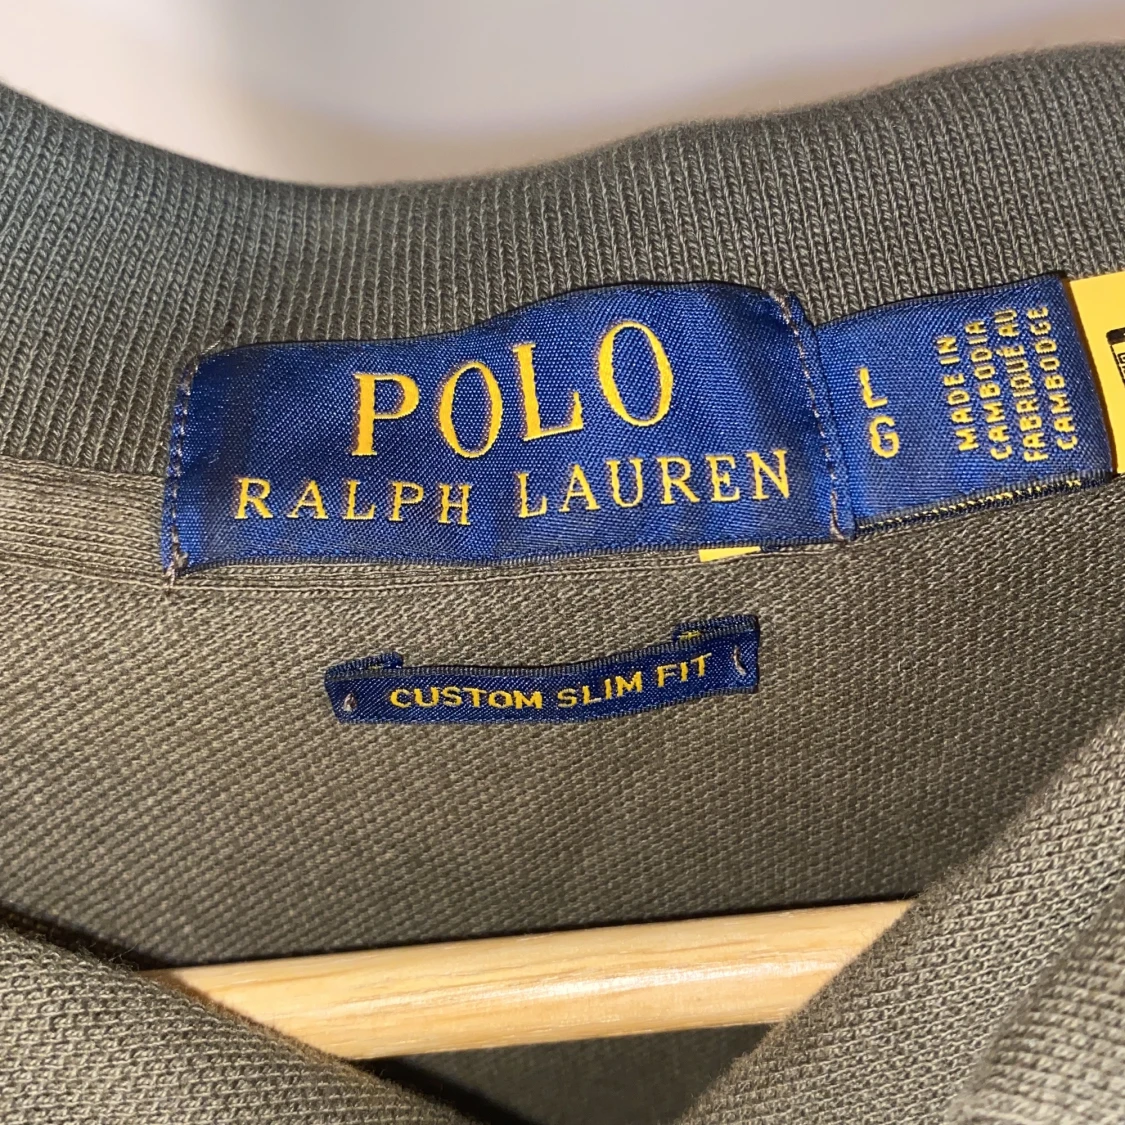 POLO
RALPH LAUREN
L
G
MADE IN
CAMBODIA
FABRIQUÉ AU
CAMBODGE
CUSTOM SLIM FIT